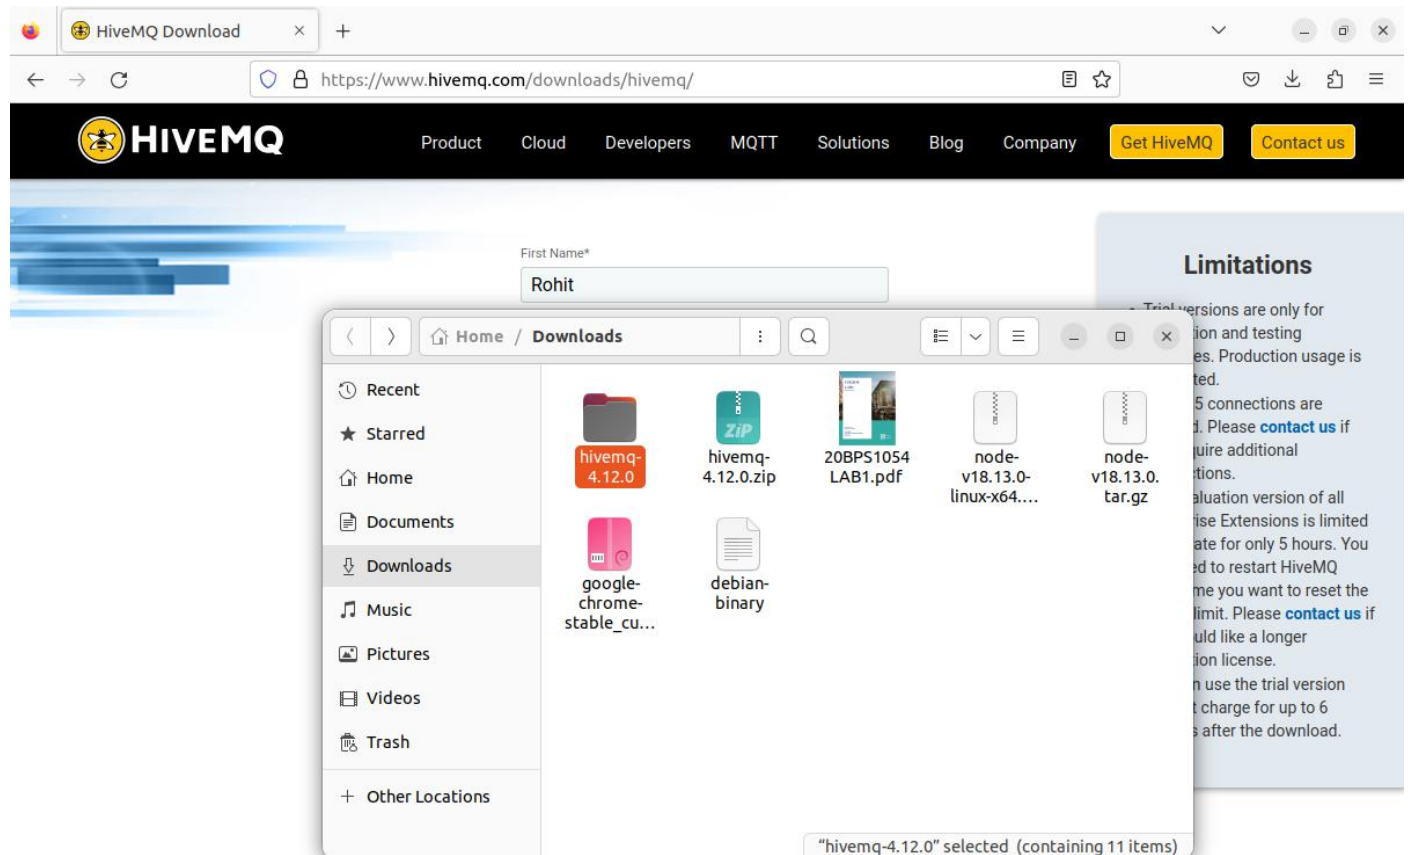 HiveMQ Download
https://www.hivemq.com/downloads/hivemq/
HIVEMQ
Product Cloud Developers MQTT Solutions Blog Company Get HiveMQ Contact us
First Name*
Rohit
Limitations
Trial versions are only for
ion and testing
es. Production usage is
ted.
5 connections are
d. Please contact us if
quire additional
tions.
aluation version of all
rise Extensions is limited
ate for only 5 hours. You
ed to restart HiveMQ
me you want to reset the
limit. Please contact us if
uld like a longer
ion license.
n use the trial version
t charge for up to 6
s after the download.
Home / Downloads
Recent
Starred
Home
Documents
Downloads
Music
Pictures
Videos
Trash
+ Other Locations
hivemq-
4.12.0
ZiP
hivemq-
4.12.0.zip
20BPS1054
LAB1.pdf
node-
v18.13.0-
linux-x64....
node-
v18.13.0.
tar.gz
google-
chrome-
stable_cu...
debian-
binary
"hivemq-4.12.0" selected (containing 11 items)